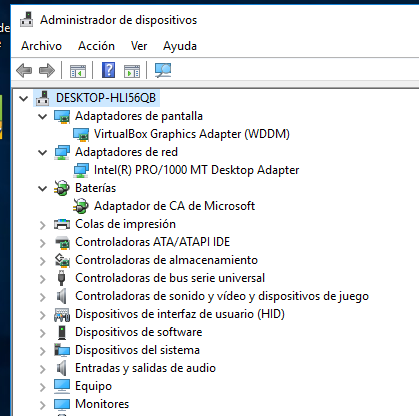 Administrador de dispositivos
Archivo Acción Ver Ayuda
DESKTOP-HLI56QB
Adaptadores de pantalla
VirtualBox Graphics Adapter (WDDM)
Adaptadores de red
Intel(R) PRO/1000 MT Desktop Adapter
Baterías
Adaptador de CA de Microsoft
Colas de impresión
Controladoras ATA/ATAPI IDE
Controladoras de almacenamiento
Controladoras de bus serie universal
Controladoras de sonido y vídeo y dispositivos de juego
Dispositivos de interfaz de usuario (HID)
Dispositivos de software
Dispositivos del sistema
Entradas y salidas de audio
Equipo
Monitores